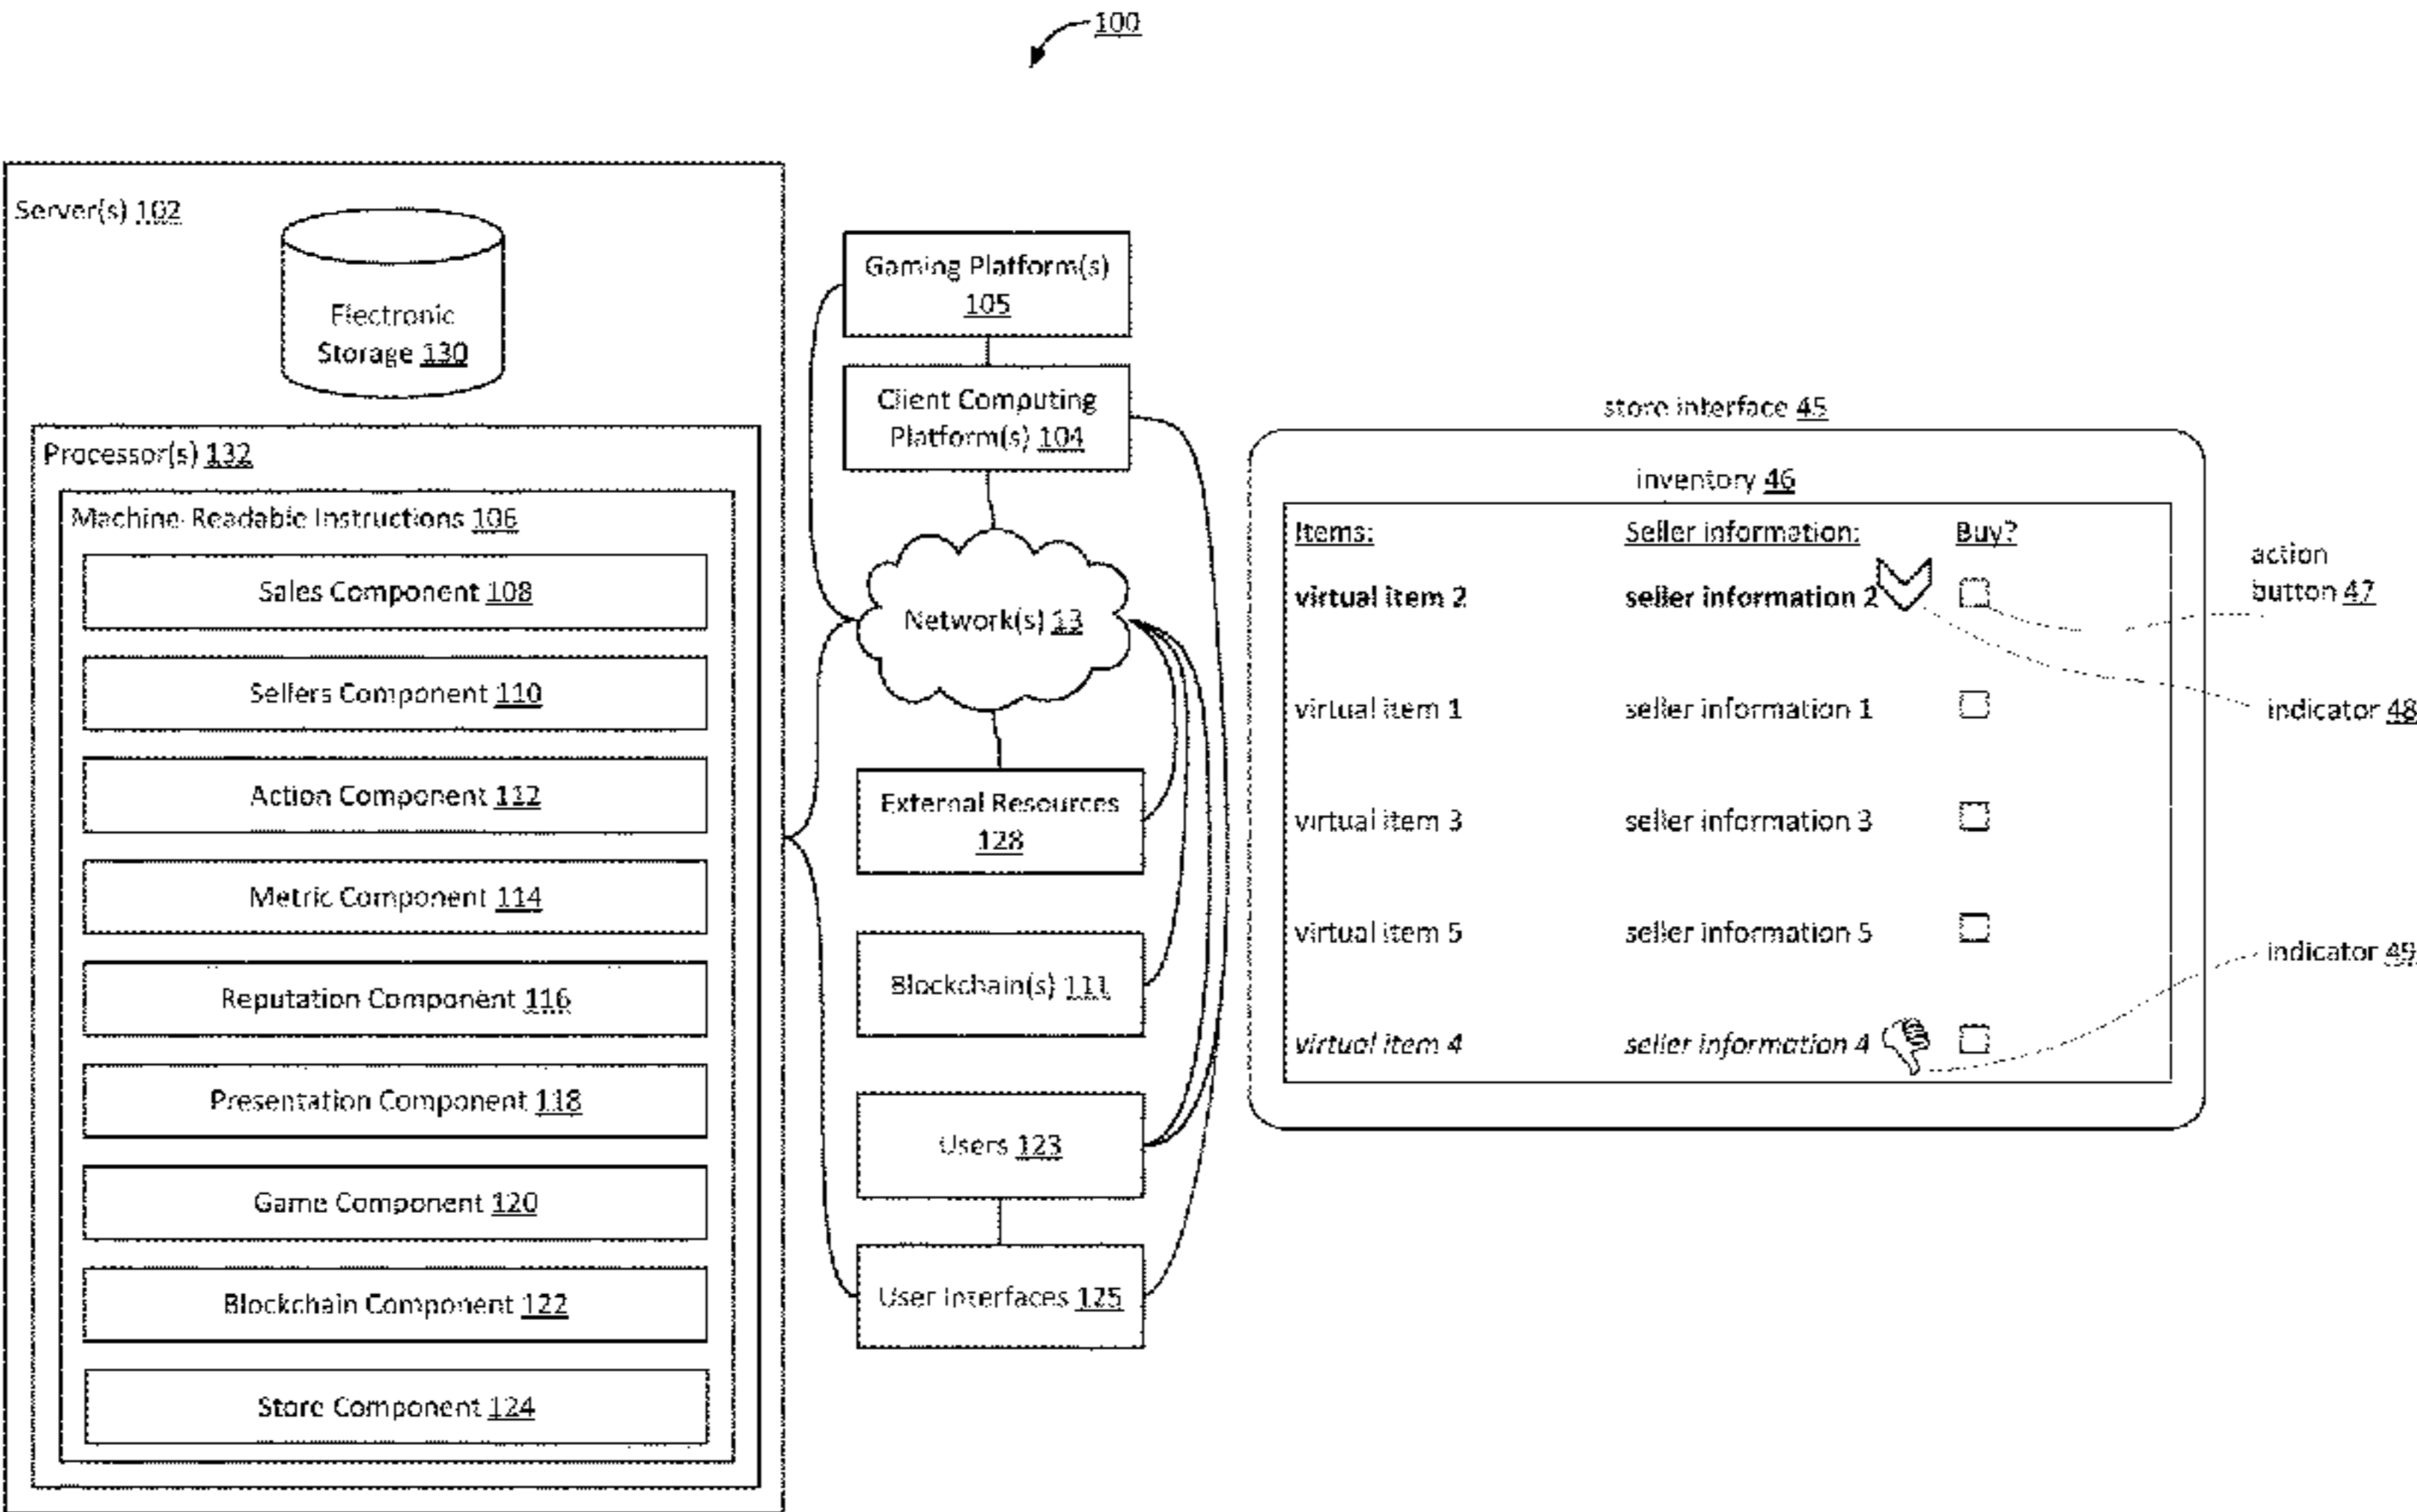 100
Server(s) 102
Electronic
Storage 130
Processor(s) 132
Machine-Readable Instructions 106
Sales Component 108
Sellers Component 110
Action Component 112
Metric Component 114
Reputation Component 116
Presentation Component 118
Game Component 120
Blockchain Component 122
Store Component 124
Gaming Platform(s)
105
Client Computing
Platform(s) 104
Network(s) 13
External Resources
128
Blockchain(s) 111
Users 123
User Interfaces 125
store interface 45
inventory 46
Items: Seller information: Buy?
virtual item 2 seller information 2
virtual item 1 seller information 1
virtual item 3 seller information 3
virtual item 5 seller information 5
virtual item 4 seller information 4
action
button 47
indicator 48
indicator 49